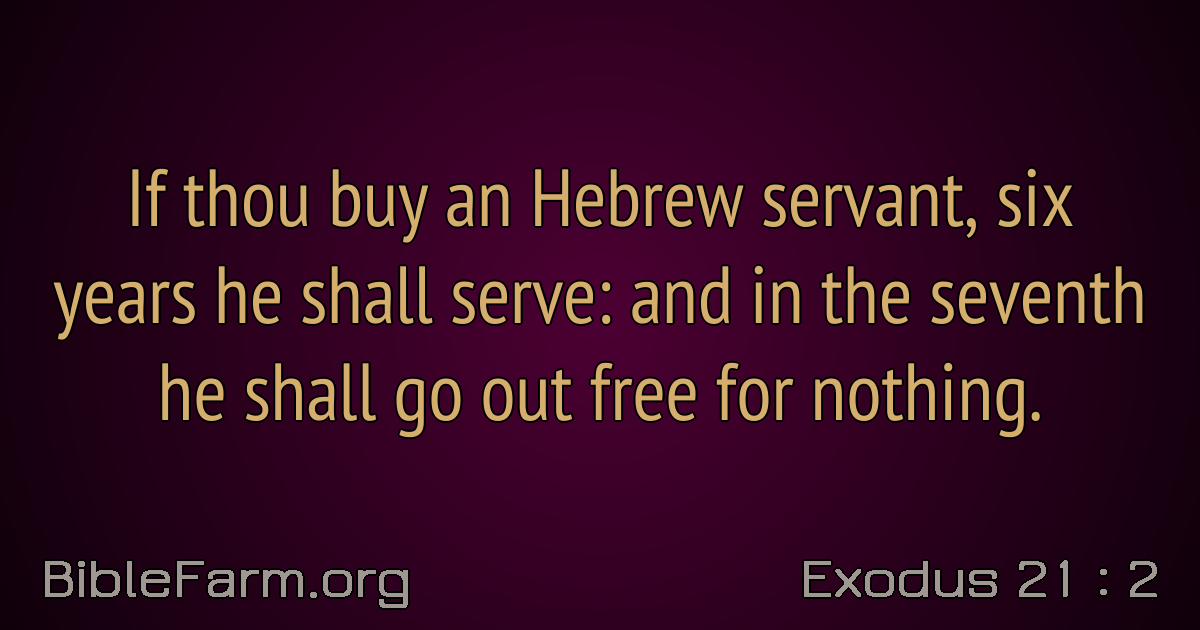 If thou buy an Hebrew servant, six
years he shall serve: and in the seventh
he shall go out free for nothing.
BibleFarm.org
Exodus 21 : 2